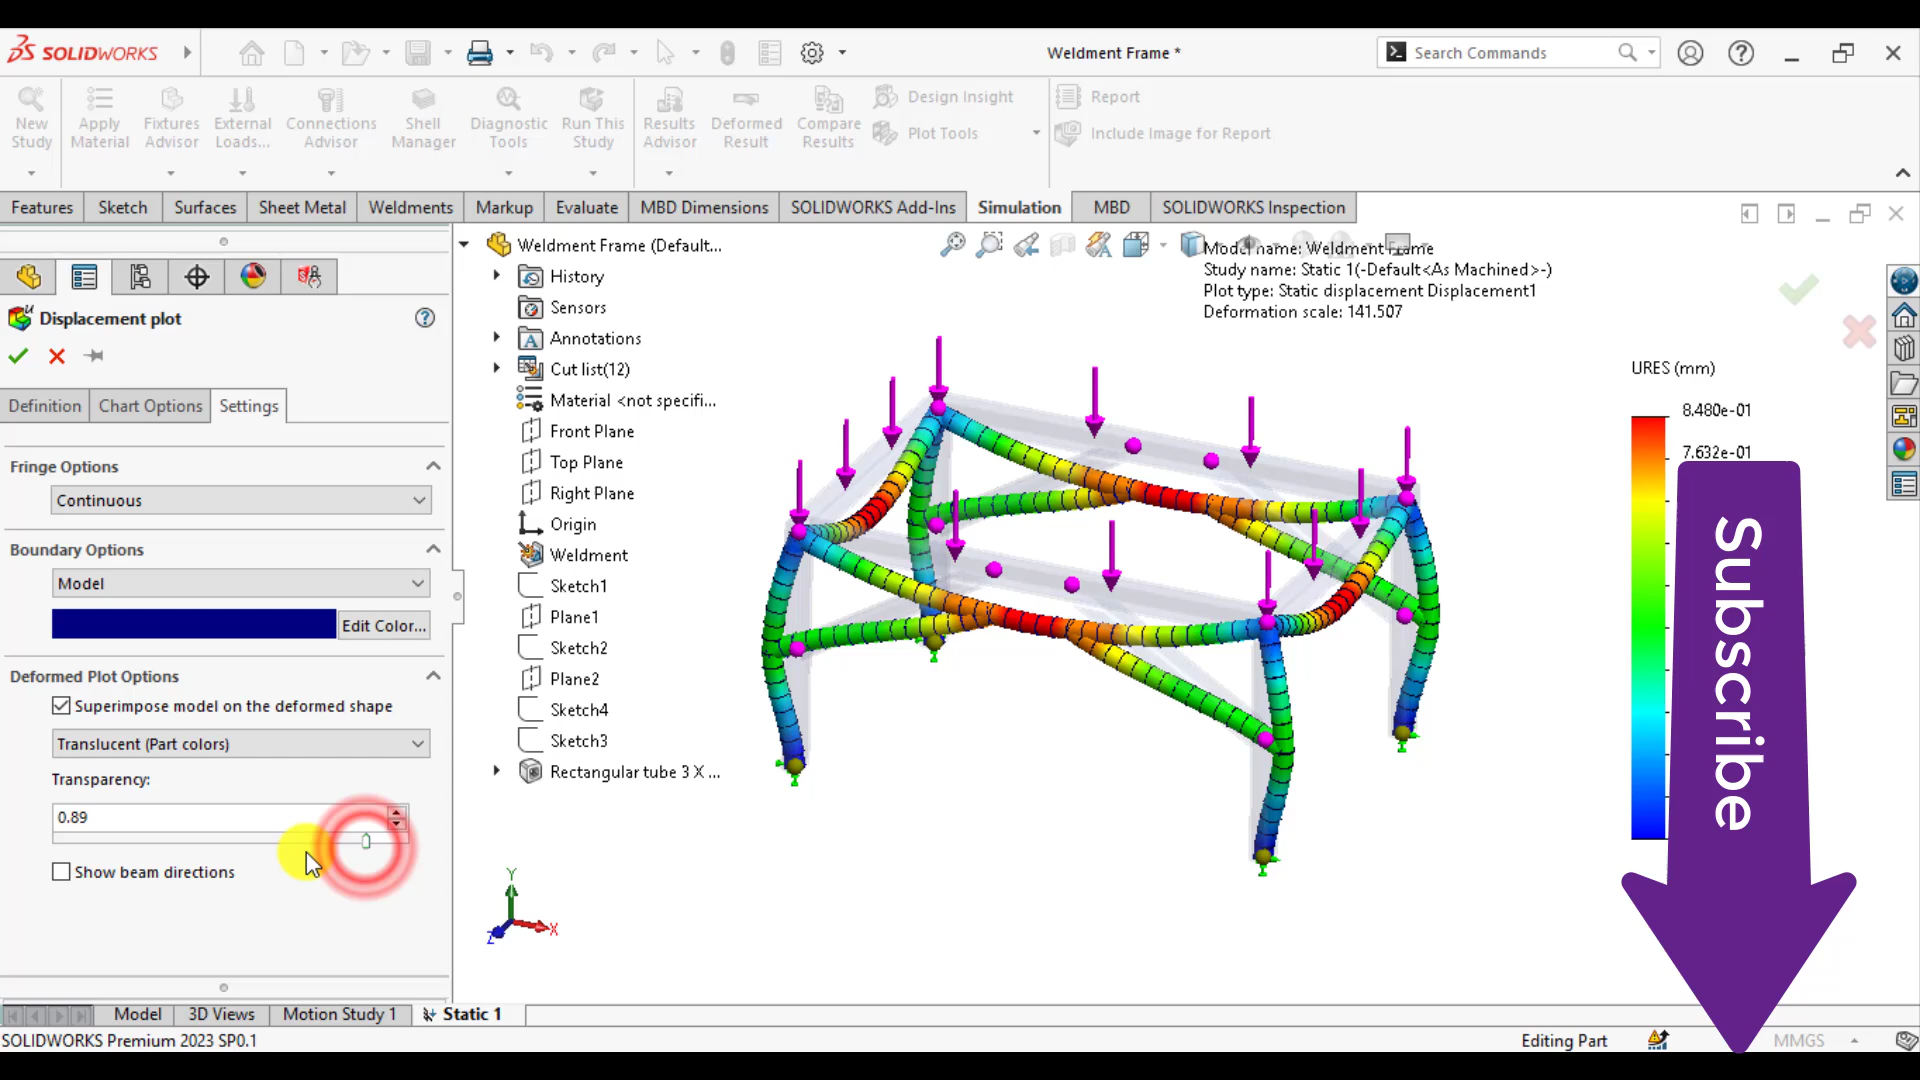 SOLIDWORKS
Weldment Frame *
Search Commands
New Study
Apply Material
Fixtures Advisor
External Loads...
Connections Advisor
Shell Manager
Diagnostic Tools
Run This Study
Results Advisor
Deformed Result
Compare Results
Design Insight
Plot Tools
Report
Include Image for Report
Features
Sketch
Surfaces
Sheet Metal
Weldments
Markup
Evaluate
MBD Dimensions
SOLIDWORKS Add-Ins
Simulation
MBD
SOLIDWORKS Inspection
Displacement plot
Definition
Chart Options
Settings
Fringe Options
Continuous
Boundary Options
Model
Edit Color...
Deformed Plot Options
Superimpose model on the deformed shape
Translucent (Part colors)
Transparency:
0.89
Show beam directions
Weldment Frame (Default...
History
Sensors
Annotations
Cut list(12)
Material <not specifi...
Front Plane
Top Plane
Right Plane
Origin
Weldment
Sketch1
Plane1
Sketch2
Plane2
Sketch4
Sketch3
Rectangular tube 3 X ...
Model name: Weldment Frame
Study name: Static 1(-Default<As Machined>-)
Plot type: Static displacement Displacement1
Deformation scale: 141.507
URES (mm)
8.480e-01
7.632e-01
Subscribe
Y
X
Z
Model
3D Views
Motion Study 1
Static 1
SOLIDWORKS Premium 2023 SP0.1
Editing Part
MMGS